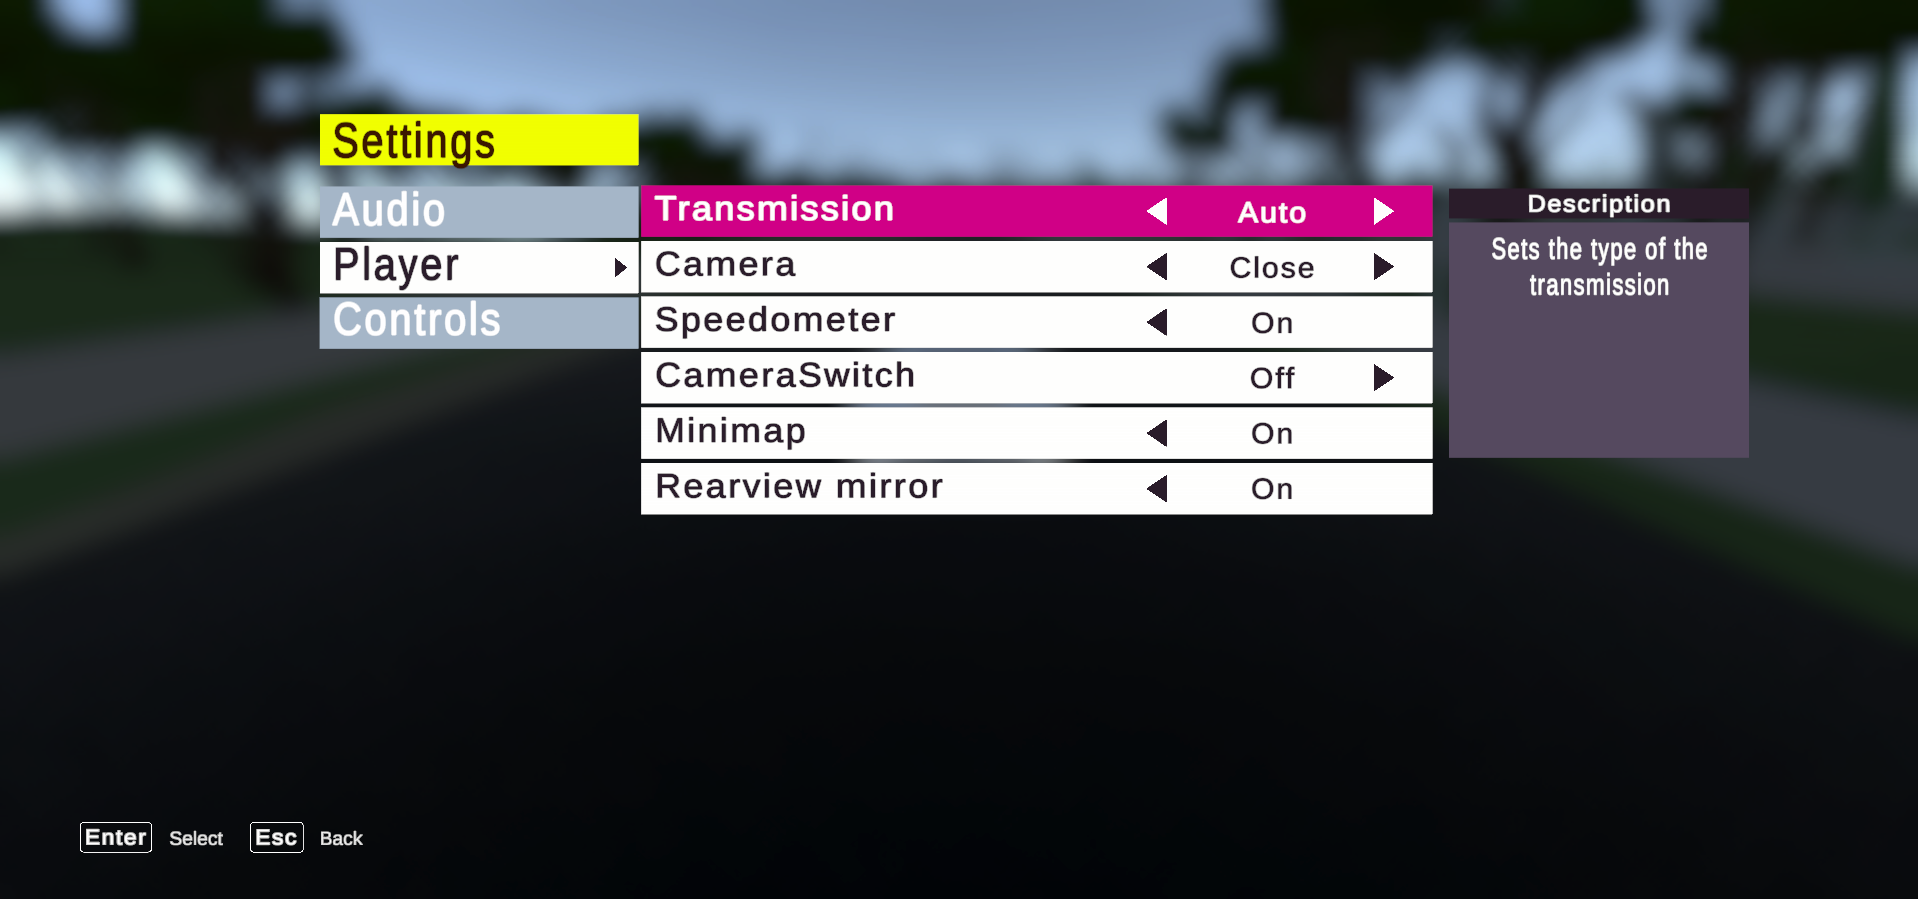 Settings
Audio
Player
Controls
Transmission Auto
Camera Close
Speedometer On
CameraSwitch Off
Minimap On
Rearview mirror On
Description
Sets the type of the
transmission
Enter Select Esc Back